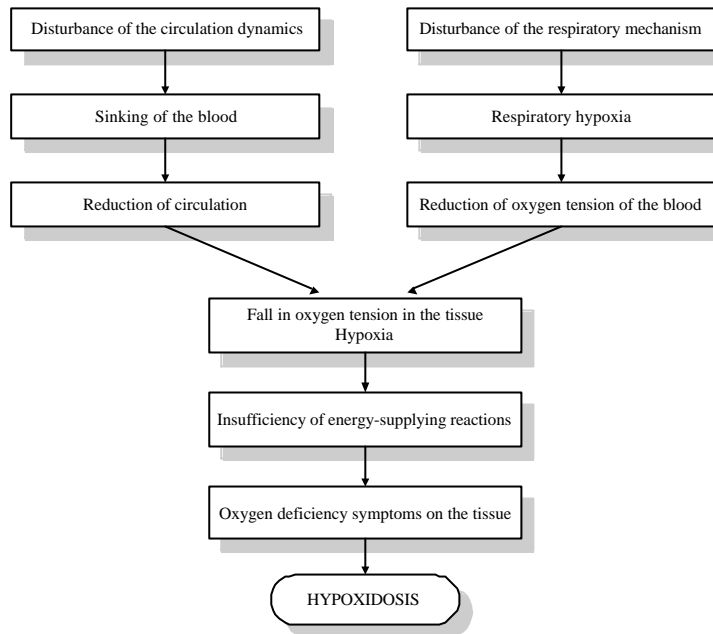 Disturbance of the circulation dynamics
Disturbance of the respiratory mechanism
Sinking of the blood
Respiratory hypoxia
Reduction of circulation
Reduction of oxygen tension of the blood
Fall in oxygen tension in the tissue
Hypoxia
Insufficiency of energy-supplying reactions
Oxygen deficiency symptoms on the tissue
HYPOXIDOSIS